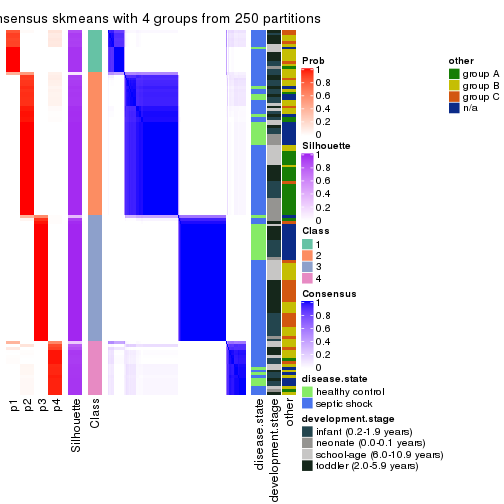 nsensus skmeans with 4 groups from 250 partitions
Prob
1
0.8
0.6
0.4
0.2
0
Silhouette
1
0.8
0.6
0.4
0.2
0
Class
1
2
3
4
Consensus
1
0.8
0.6
0.4
0.2
0
disease.state
healthy control
septic shock
development.stage
infant (0.2-1.9 years)
neonate (0.0-0.1 years)
school-age (6.0-10.9 years)
toddler (2.0-5.9 years)
other
group A
group B
group C
n/a
p1
p2
p3
p4
Silhouette
Class
disease.state
development.stage
other